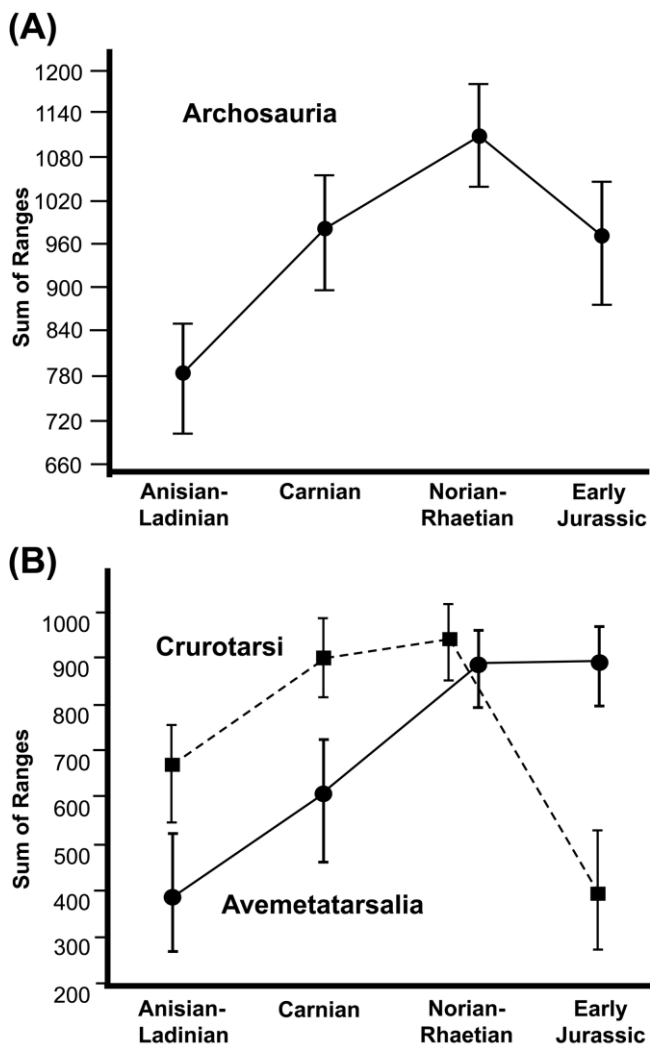 (A)
1200
1140
1080
1020
960
900
840
780
720
660
Sum of Ranges
Archosauria
Anisian-
Ladinian
Carnian
Norian-
Rhaetian
Early
Jurassic
(B)
1000
900
800
700
600
500
400
300
200
Sum of Ranges
Crurotarsi
Avemetatarsalia
Anisian-
Ladinian
Carnian
Norian-
Rhaetian
Early
Jurassic